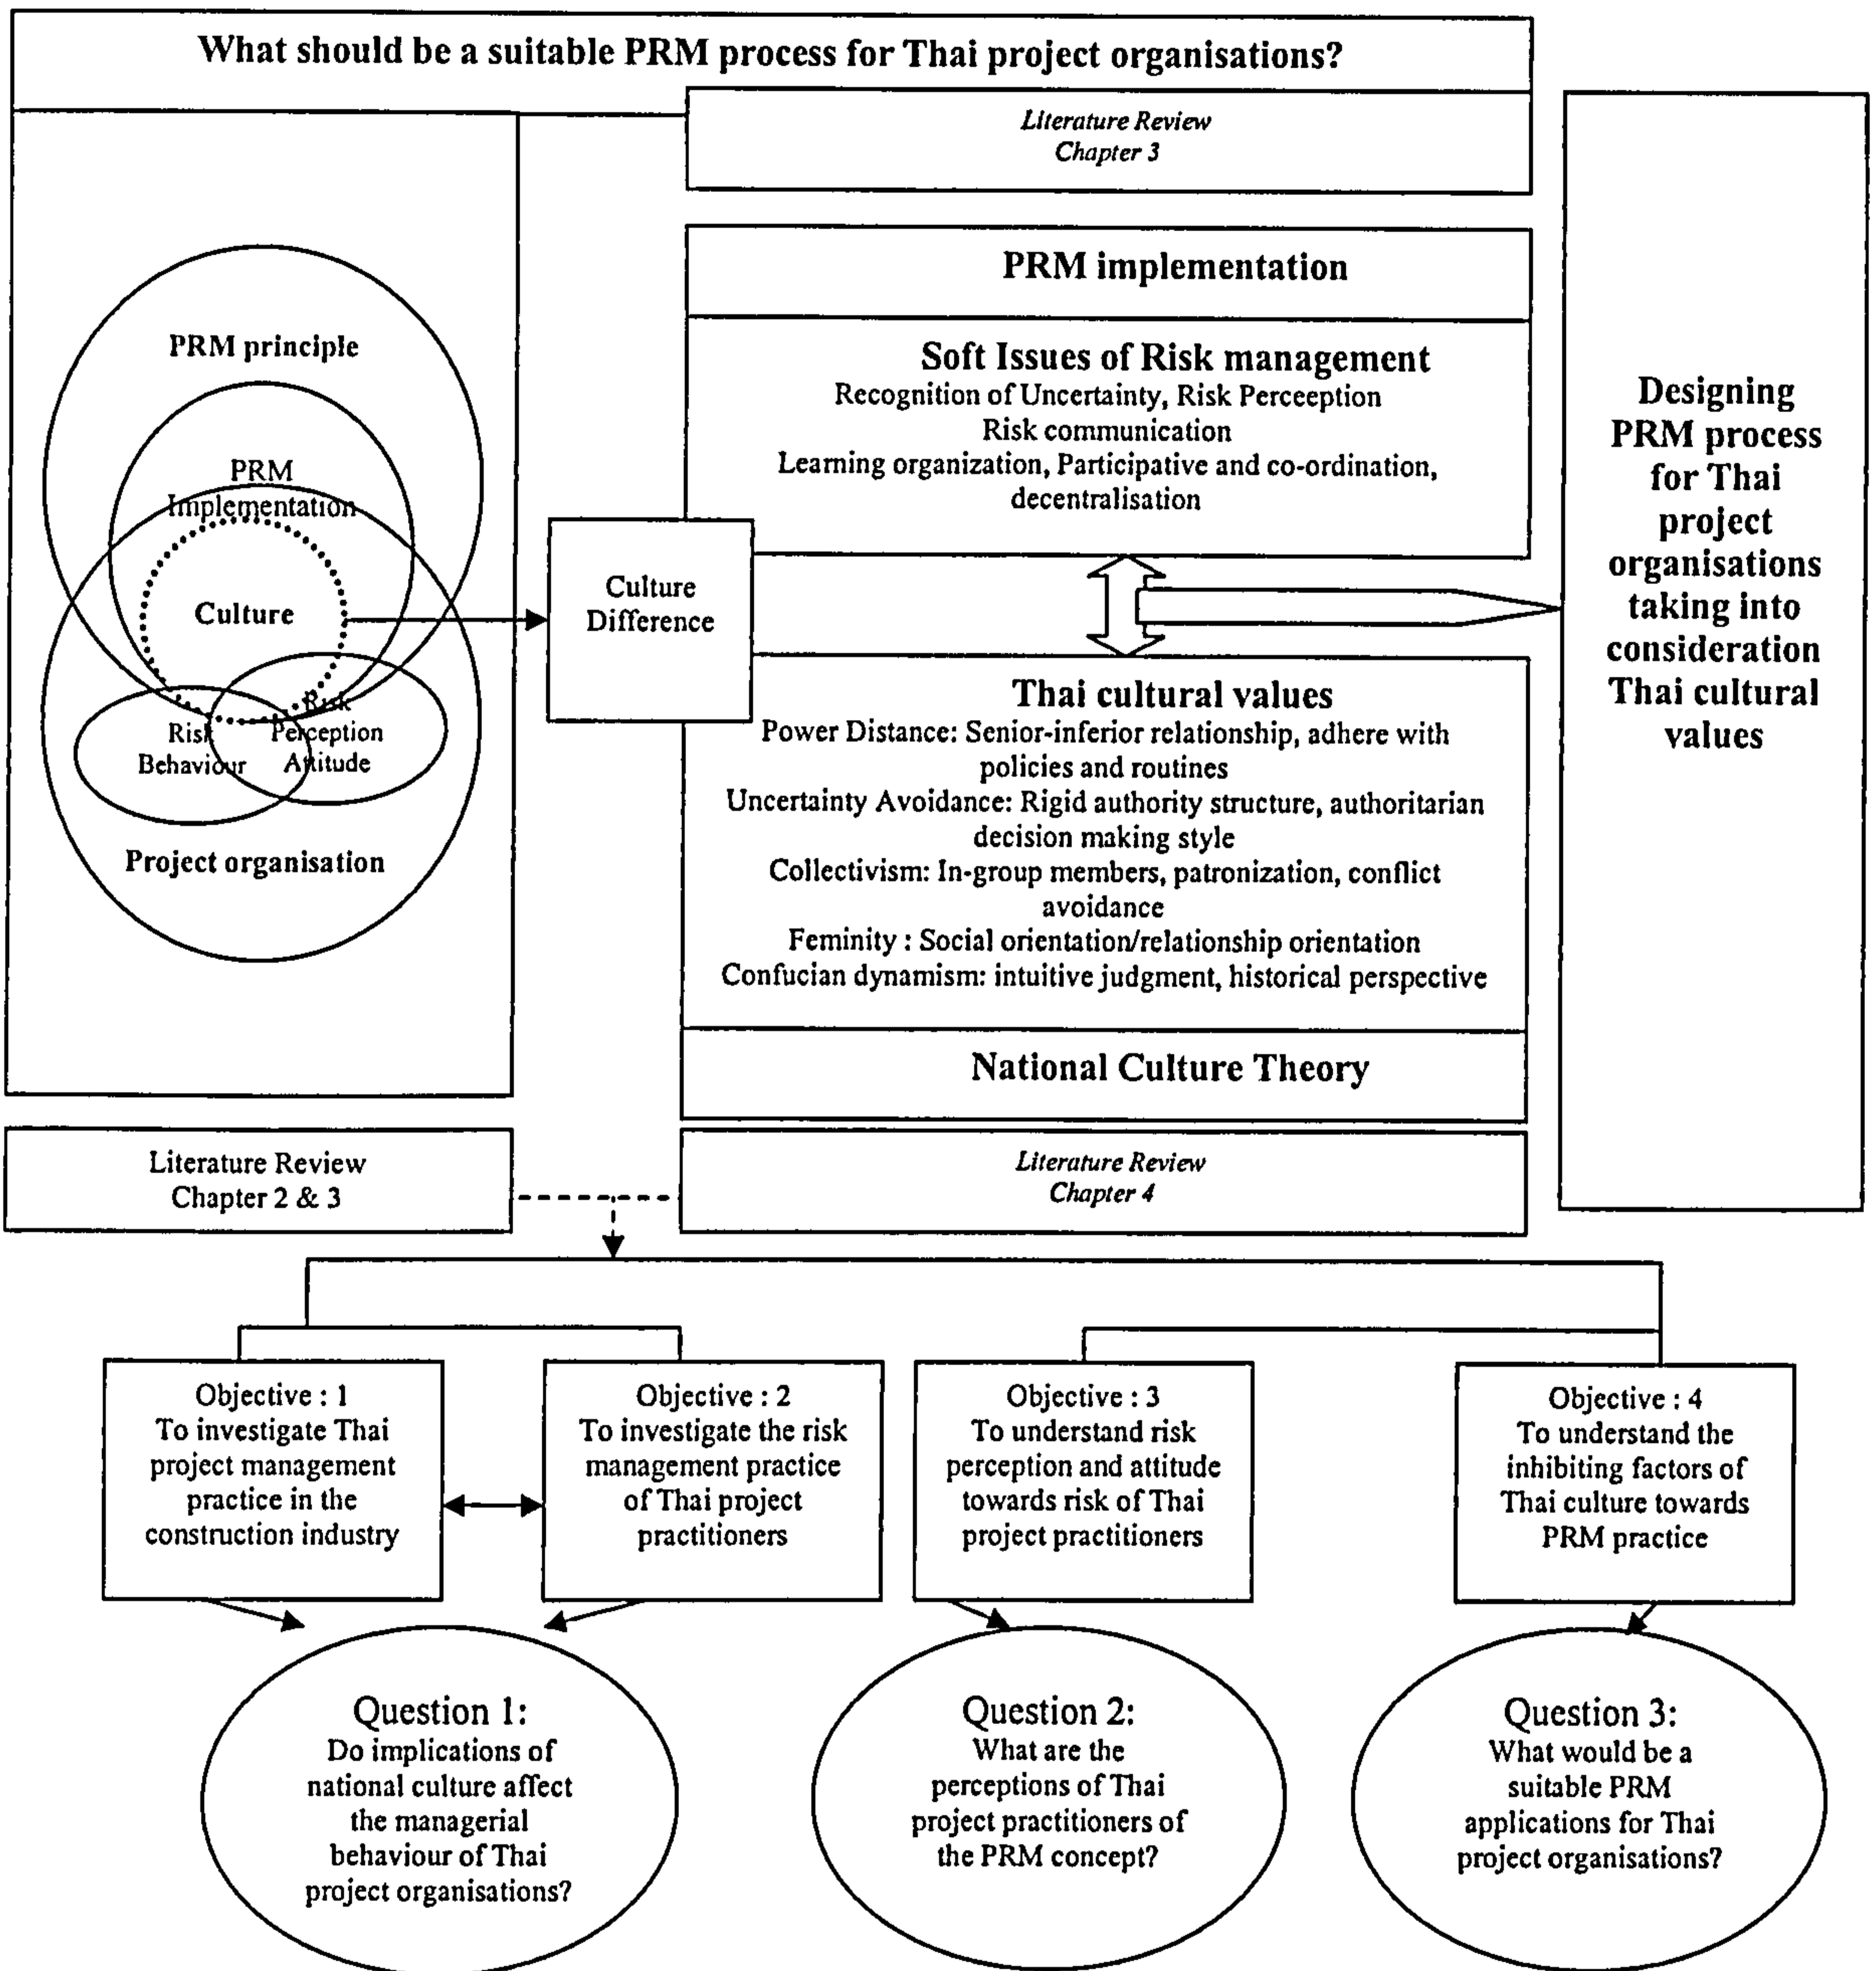 What should be a suitable PRM process for Thai project organisations?
Literature Review
Chapter 3
PRM principle
PRM
Implementation
Culture
Risk
Behaviour
Risk
Perception
Attitude
Project organisation
Culture
Difference
PRM implementation
Soft Issues of Risk management
Recognition of Uncertainty, Risk Perceeption
Risk communication
Learning organization, Participative and co-ordination,
decentralisation
Thai cultural values
Power Distance: Senior-inferior relationship, adhere with
policies and routines
Uncertainty Avoidance: Rigid authority structure, authoritarian
decision making style
Collectivism: In-group members, patronization, conflict
avoidance
Feminity : Social orientation/relationship orientation
Confucian dynamism: intuitive judgment, historical perspective
National Culture Theory
Designing
PRM process
for Thai
project
organisations
taking into
consideration
Thai cultural
values
Literature Review
Chapter 2 & 3
Literature Review
Chapter 4
Objective : 1
To investigate Thai
project management
practice in the
construction industry
Objective : 2
To investigate the risk
management practice
of Thai project
practitioners
Objective : 3
To understand risk
perception and attitude
towards risk of Thai
project practitioners
Objective : 4
To understand the
inhibiting factors of
Thai culture towards
PRM practice
Question 1:
Do implications of
national culture affect
the managerial
behaviour of Thai
project organisations?
Question 2:
What are the
perceptions of Thai
project practitioners of
the PRM concept?
Question 3:
What would be a
suitable PRM
applications for Thai
project organisations?